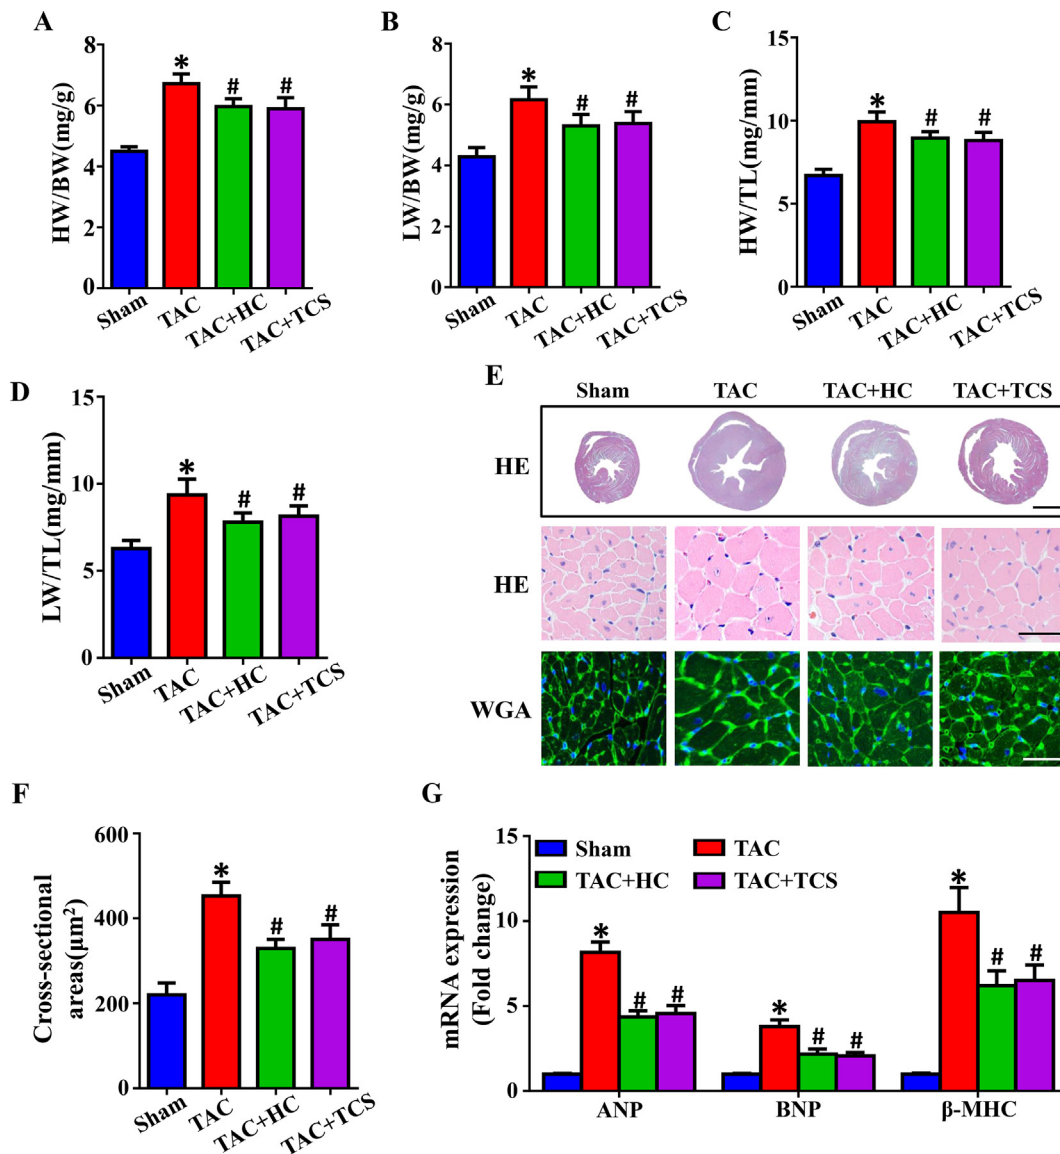 A
HW/BW(mg/g)
8
6
4
2
0
*
#
#
Sham
TAC
TAC+HC
TAC+TCS
B
LW/BW(mg/g)
8
6
4
2
0
*
#
#
Sham
TAC
TAC+HC
TAC+TCS
C
HW/TL(mg/mm)
15
10
5
0
*
#
#
Sham
TAC
TAC+HC
TAC+TCS
D
LW/TL(mg/mm)
15
10
5
0
*
#
#
Sham
TAC
TAC+HC
TAC+TCS
E
Sham TAC TAC+HC TAC+TCS
HE
HE
WGA
F
Cross-sectional
areas(μm²)
600
400
200
0
*
#
#
Sham
TAC
TAC+HC
TAC+TCS
G
mRNA expression
(Fold change)
15
10
5
0
Sham
TAC
TAC+HC
TAC+TCS
*
#
#
*
#
#
*
#
#
ANP BNP β-MHC